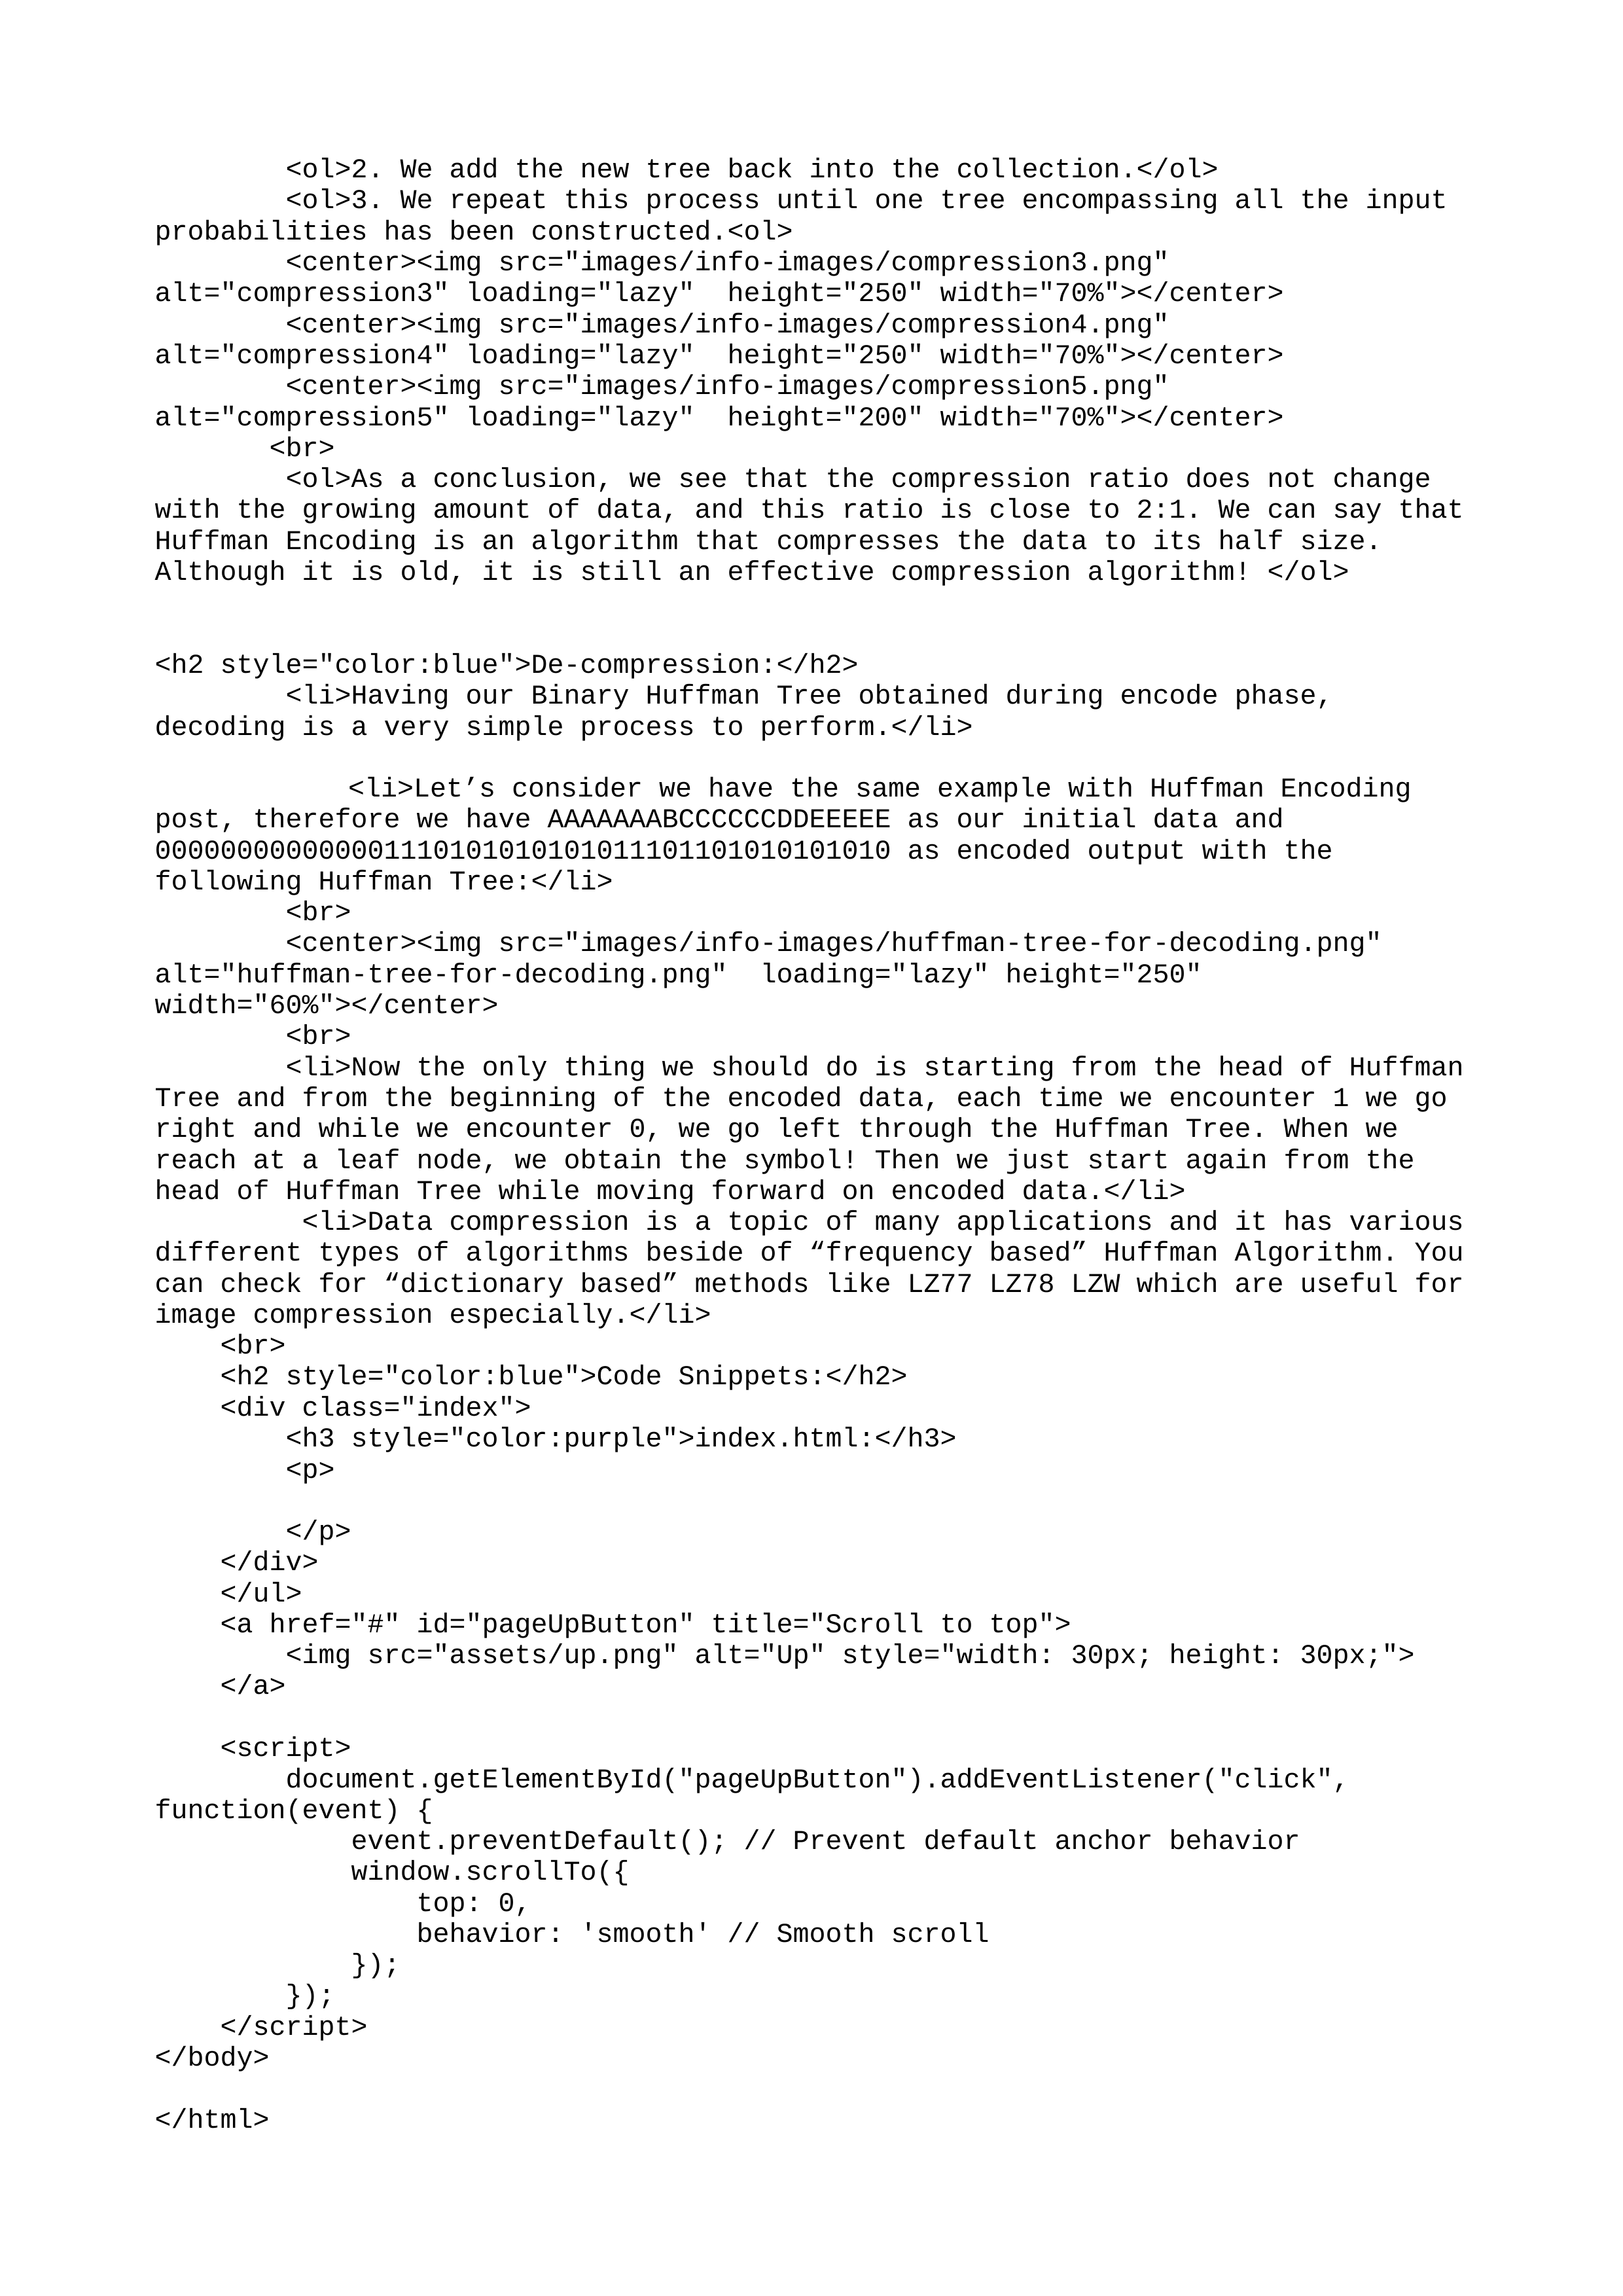 <ol>2. We add the new tree back into the collection.</ol>
<ol>3. We repeat this process until one tree encompassing all the input
probabilities has been constructed.<ol>
<center><img src="images/info-images/compression3.png"
alt="compression3" loading="lazy"  height="250" width="70%"></center>
<center><img src="images/info-images/compression4.png"
alt="compression4" loading="lazy"  height="250" width="70%"></center>
<center><img src="images/info-images/compression5.png"
alt="compression5" loading="lazy"  height="200" width="70%"></center>
<br>
<ol>As a conclusion, we see that the compression ratio does not change
with the growing amount of data, and this ratio is close to 2:1. We can say that
Huffman Encoding is an algorithm that compresses the data to its half size.
Although it is old, it is still an effective compression algorithm! </ol>
<h2 style="color:blue">De-compression:</h2>
<li>Having our Binary Huffman Tree obtained during encode phase,
decoding is a very simple process to perform.</li>
<li>Let’s consider we have the same example with Huffman Encoding
post, therefore we have AAAAAAABCCCCCCDDEEEEE as our initial data and
000000000000001110101010101011101101010101010 as encoded output with the
following Huffman Tree:</li>
<br>
<center><img src="images/info-images/huffman-tree-for-decoding.png"
alt="huffman-tree-for-decoding.png"  loading="lazy" height="250"
width="60%"></center>
<br>
<li>Now the only thing we should do is starting from the head of Huffman
Tree and from the beginning of the encoded data, each time we encounter 1 we go
right and while we encounter 0, we go left through the Huffman Tree. When we
reach at a leaf node, we obtain the symbol! Then we just start again from the
head of Huffman Tree while moving forward on encoded data.</li>
<li>Data compression is a topic of many applications and it has various
different types of algorithms beside of “frequency based” Huffman Algorithm. You
can check for “dictionary based” methods like LZ77 LZ78 LZW which are useful for
image compression especially.</li>
<br>
<h2 style="color:blue">Code Snippets:</h2>
<div class="index">
<h3 style="color:purple">index.html:</h3>
<p>
</p>
</div>
</ul>
<a href="#" id="pageUpButton" title="Scroll to top">
<img src="assets/up.png" alt="Up" style="width: 30px; height: 30px;">
</a>
<script>
document.getElementById("pageUpButton").addEventListener("click",
function(event) {
event.preventDefault(); // Prevent default anchor behavior
window.scrollTo({
top: 0,
behavior: 'smooth' // Smooth scroll
});
});
</script>
</body>
</html>